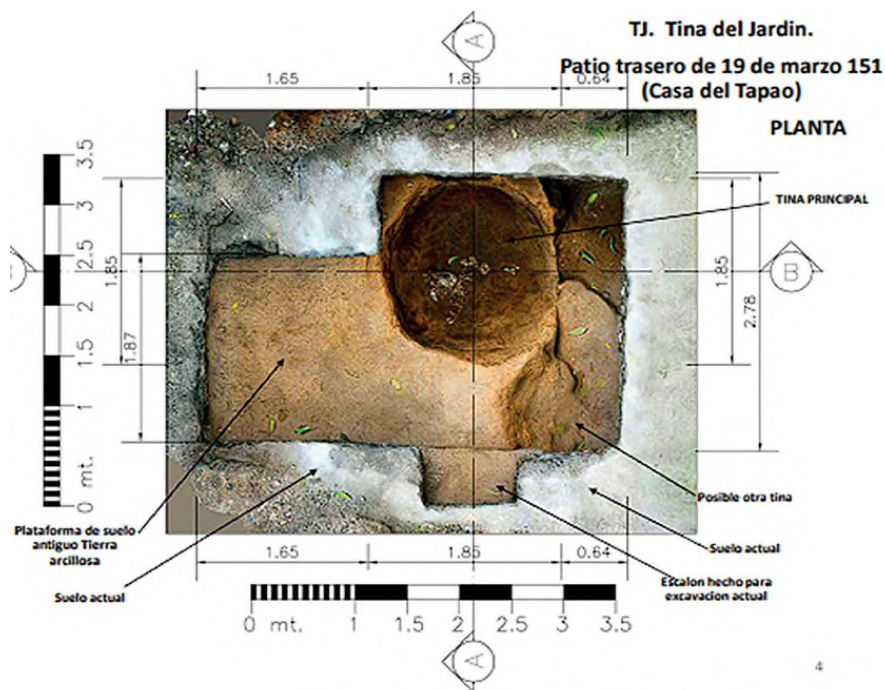 TJ. Tina del Jardin.
Patio trasero de 19 de marzo 151
(Casa del Tapao)
PLANTA
A
1.65
1.85
0.64
3.5
3
2.5
2
1.5
1
0 mt.
1.85
1.87
TINA PRINCIPAL
B
1.85
2.78
Posible otra tina
Suelo actual
Escalon hecho para
excavacion actual
Plataforma de suelo
antiguo Tierra
arcillosa
Suelo actual
1.65
1.85
0.64
0 mt. 1 1.5 2 2.5 3 3.5
A
4